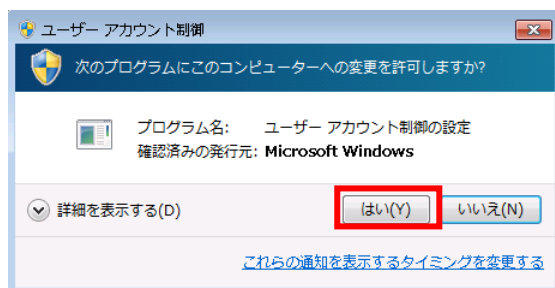 ユーザー アカウント制御
次のプログラムにこのコンピューターへの変更を許可しますか?
プログラム名: ユーザー アカウント制御の設定
確認済みの発行元: Microsoft Windows
詳細を表示する(D) はい(Y) いいえ(N)
これらの通知を表示するタイミングを変更する